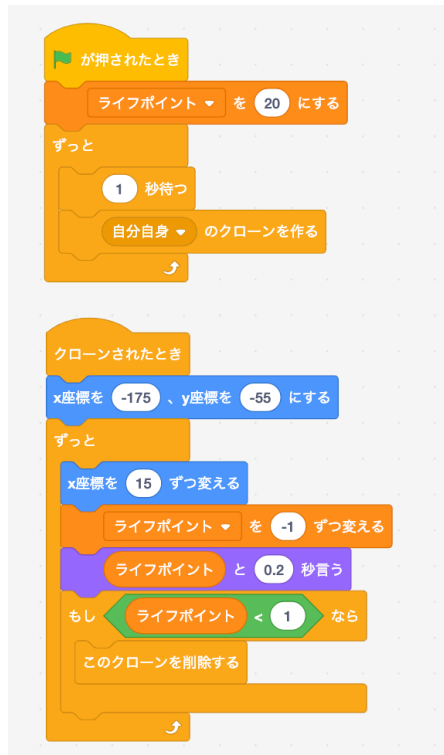 が押されたとき
ライフポイント を 20 にする
ずっと
1 秒待つ
自分自身 のクローンを作る
クローンされたとき
x座標を -175 、y座標を -55 にする
ずっと
x座標を 15 ずつ変える
ライフポイント を -1 ずつ変える
ライフポイント と 0.2 秒言う
もし ライフポイント < 1 なら
このクローンを削除する